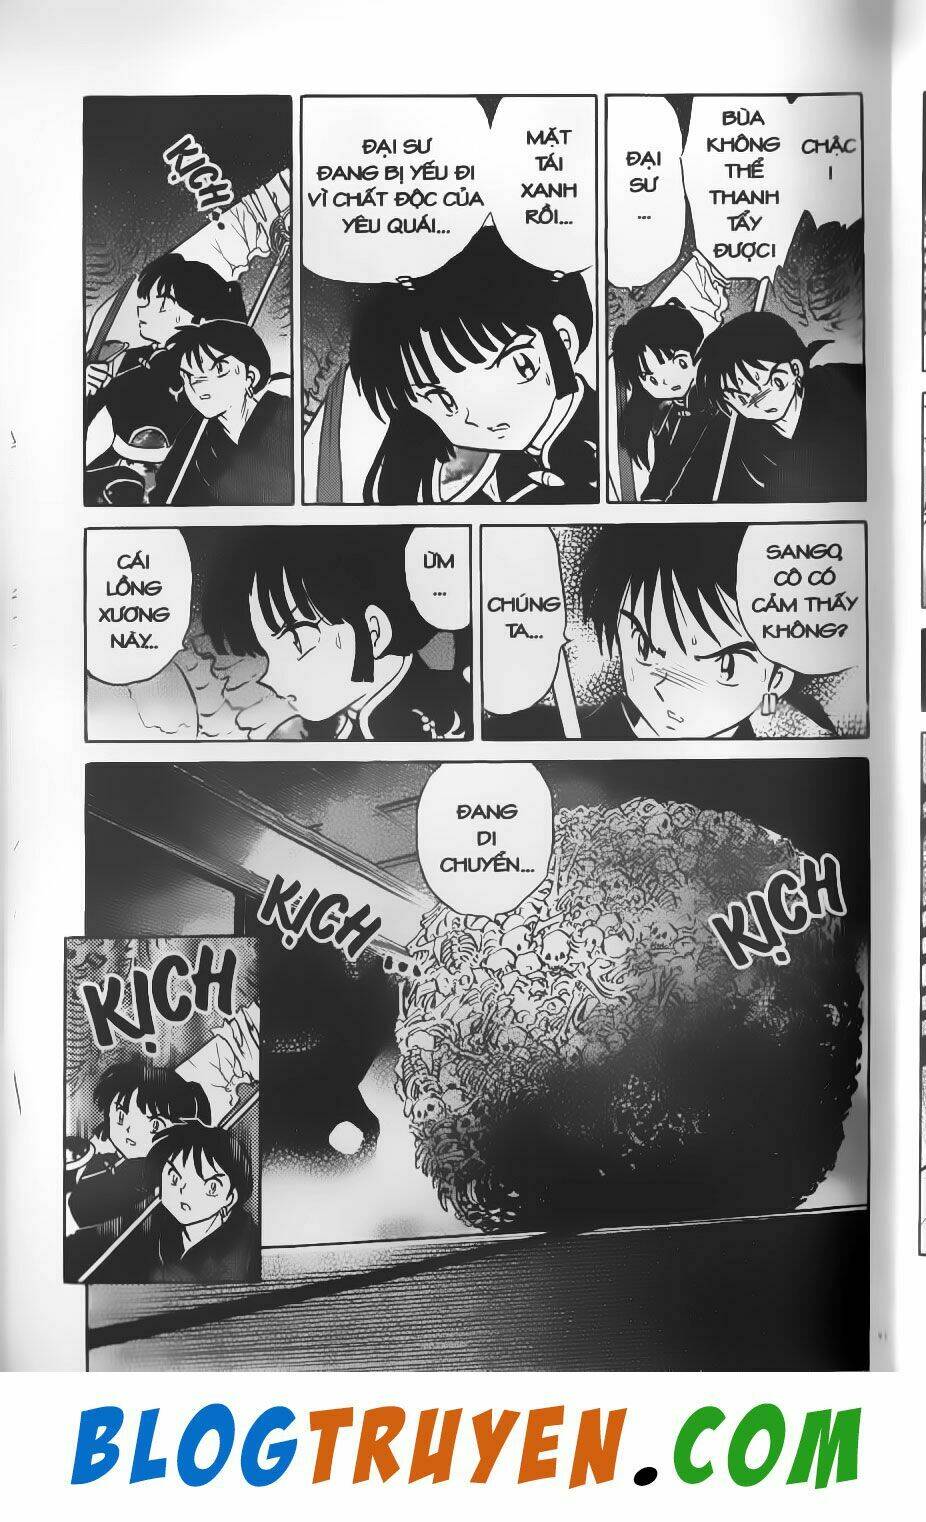 CHẬC
!
BÙA
KHÔNG
THỂ
THANH
TẨY
ĐƯỢC!
ĐẠI
SƯ
...
MẶT
TÁI
XANH
RỒI...
ĐẠI SƯ
ĐANG BỊ YẾU ĐI
VÌ CHẤT ĐỘC CỦA
YÊU QUÁI...
KỊCH..
SANGO,
CÔ CÓ
CẢM THẤY
KHÔNG?
CHÚNG
TA...
ỪM
...
CÁI
LỒNG
XƯƠNG
NÀY...
ĐANG
DI
CHUYỂN...
KỊCH
KỊCH...
KỊCH
BLOGTRUYEN.COM